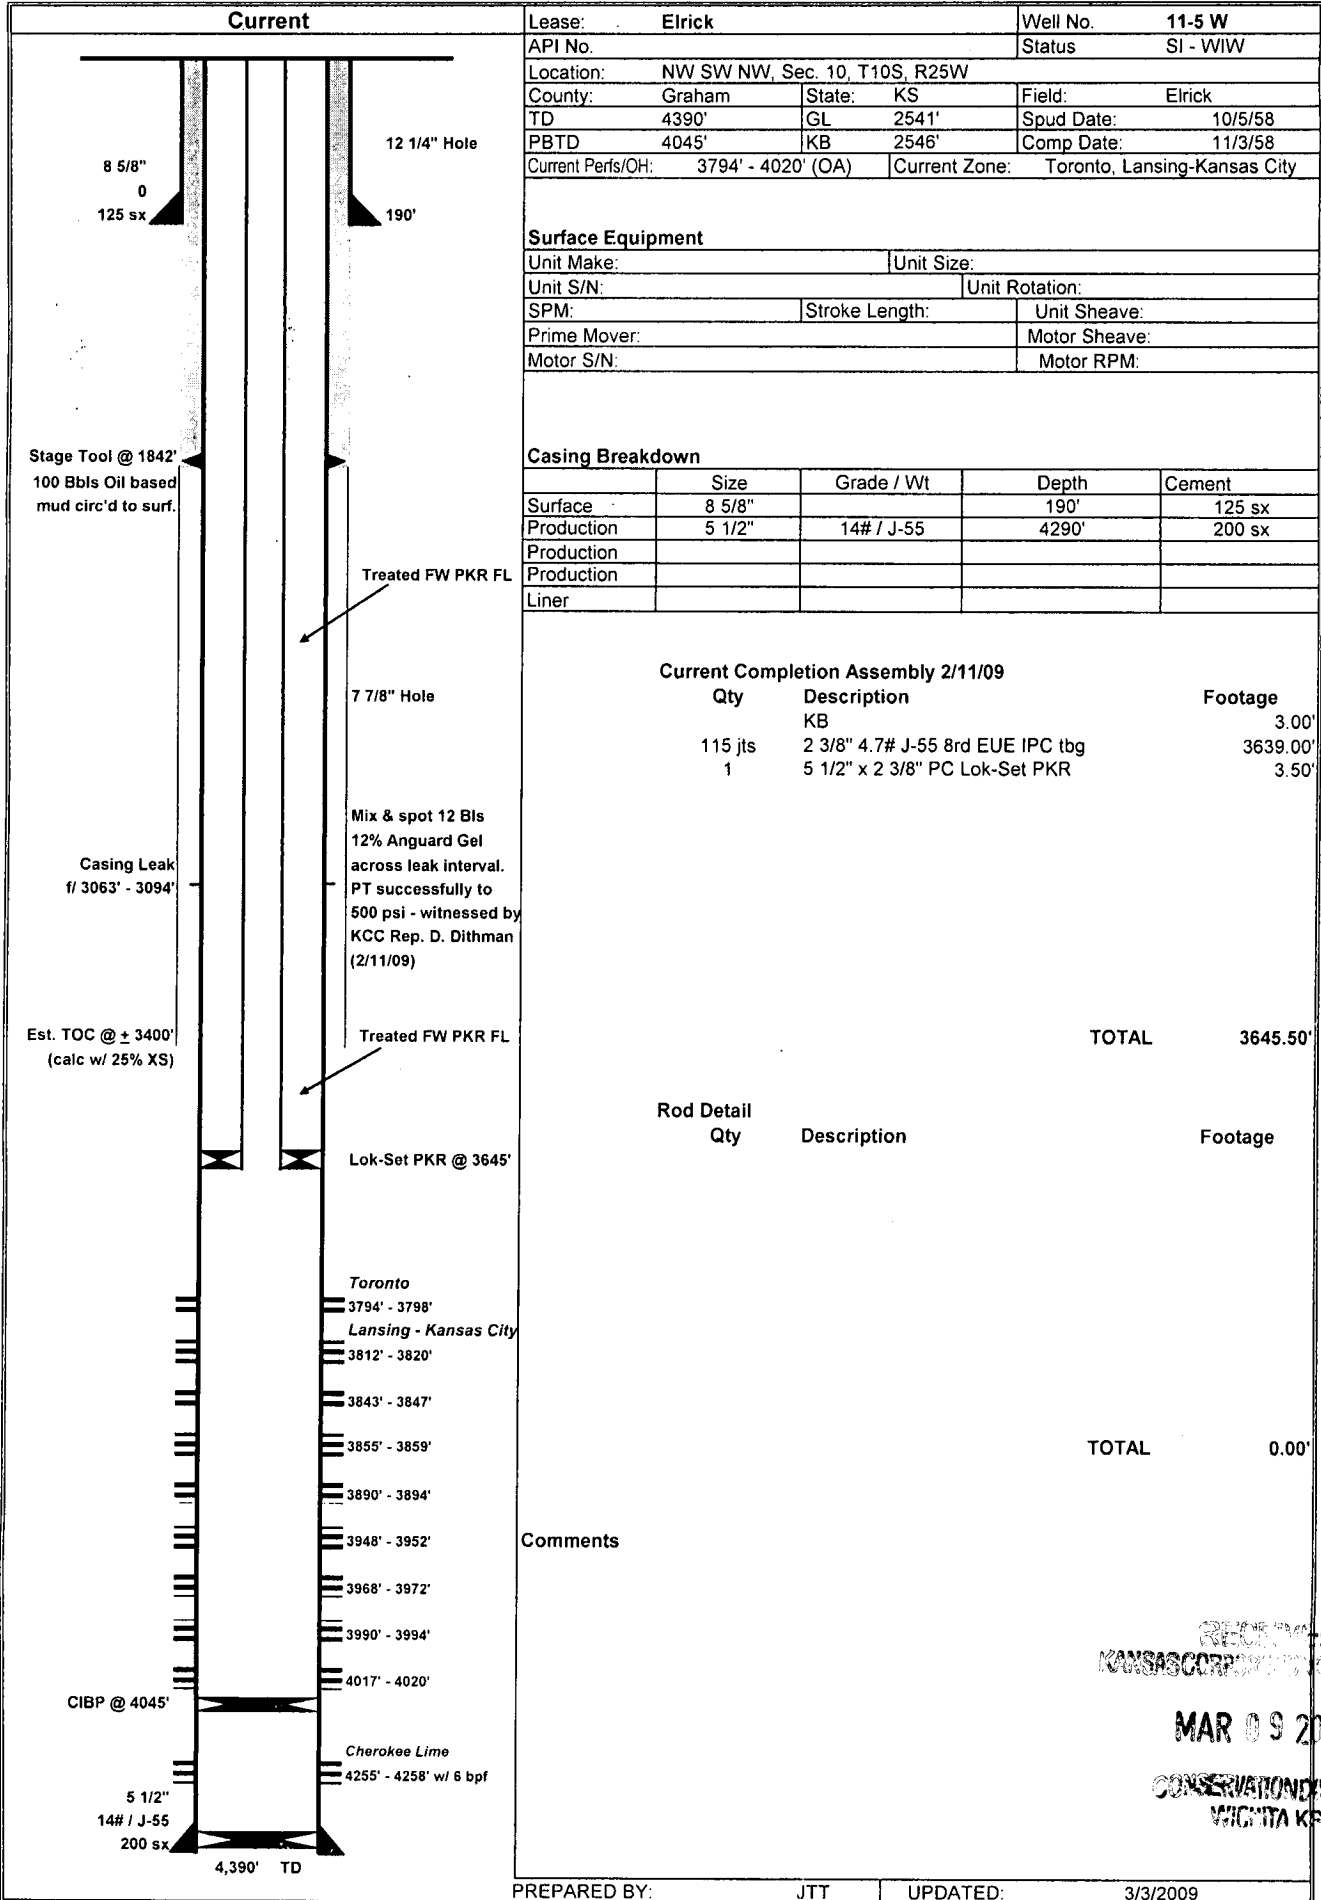 Current
Lease: Elrick Well No. 11-5 W
API No. Status SI - WIW
Location: NW SW NW, Sec. 10, T10S, R25W
County: Graham State: KS Field: Elrick
TD 4390' GL 2541' Spud Date: 10/5/58
PBTD 4045' KB 2546' Comp Date: 11/3/58
Current Perfs/OH: 3794' - 4020' (OA) Current Zone: Toronto, Lansing-Kansas City
12 1/4" Hole
8 5/8"
0
125 sx
190'
Surface Equipment
Unit Make: Unit Size:
Unit S/N: Unit Rotation:
SPM: Stroke Length: Unit Sheave:
Prime Mover: Motor Sheave:
Motor S/N: Motor RPM:
Stage Tool @ 1842'
100 Bbls Oil based
mud circ'd to surf.
Casing Breakdown
Size Grade / Wt Depth Cement
Surface 8 5/8" 190' 125 sx
Production 5 1/2" 14# / J-55 4290' 200 sx
Production
Production
Liner
Treated FW PKR FL
7 7/8" Hole
Current Completion Assembly 2/11/09
Qty Description Footage
KB 3.00'
115 jts 2 3/8" 4.7# J-55 8rd EUE IPC tbg 3639.00'
1 5 1/2" x 2 3/8" PC Lok-Set PKR 3.50'
Mix & spot 12 Bls
12% Anguard Gel
across leak interval.
PT successfully to
500 psi - witnessed by
KCC Rep. D. Dithman
(2/11/09)
Casing Leak
f/ 3063' - 3094'
Est. TOC @ ± 3400'
(calc w/ 25% XS)
Treated FW PKR FL
TOTAL 3645.50'
Rod Detail
Qty Description Footage
Lok-Set PKR @ 3645'
Toronto
3794' - 3798'
Lansing - Kansas City
3812' - 3820'
3843' - 3847'
3855' - 3859'
TOTAL 0.00'
3890' - 3894'
3948' - 3952'
Comments
3968' - 3972'
3990' - 3994'
4017' - 4020'
CIBP @ 4045'
Cherokee Lime
4255' - 4258' w/ 6 bpf
5 1/2"
14# / J-55
200 sx
4,390' TD
KANSAS
MAR 09 20
WICHITA KS
PREPARED BY: JTT UPDATED: 3/3/2009